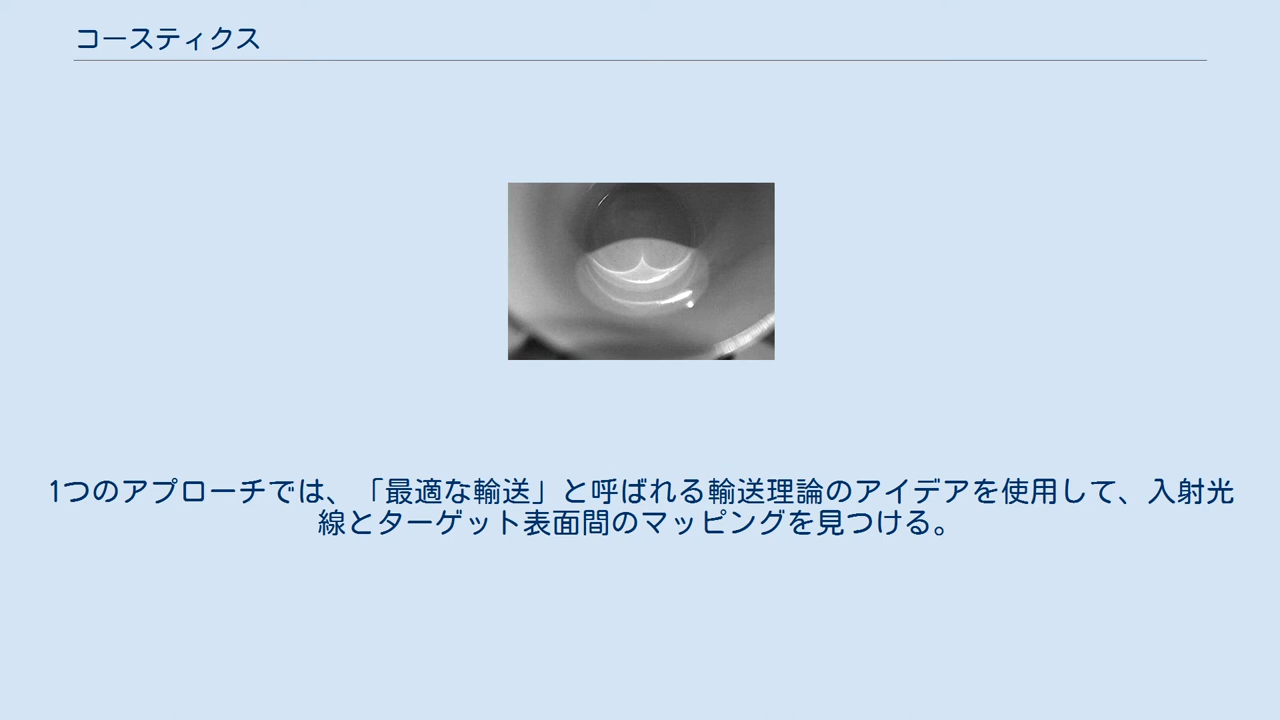 コースティクス
1つのアプローチでは、「最適な輸送」と呼ばれる輸送理論のアイデアを使用して、入射光
線とターゲット表面間のマッピングを見つける。